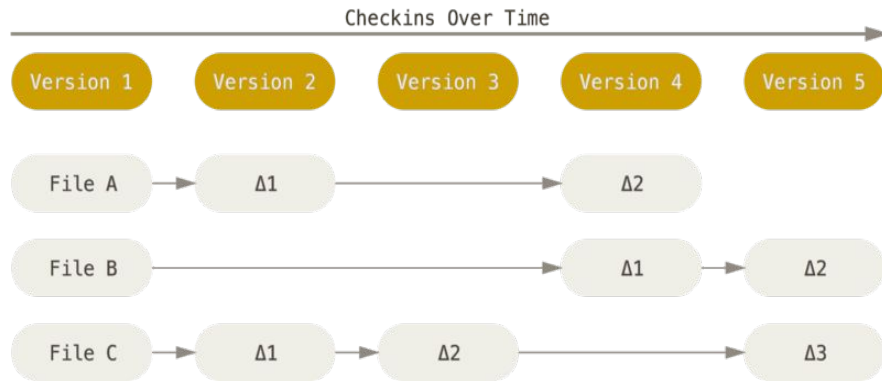 Checkins Over Time
Version 1 Version 2 Version 3 Version 4 Version 5
File A Δ1 Δ2
File B Δ1 Δ2
File C Δ1 Δ2 Δ3